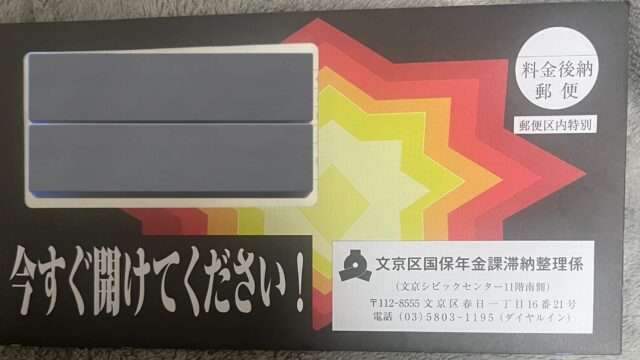 料金後納
郵便
郵便区内特別
今すぐ開けてください!
文京区国保年金課滞納整理係
(文京シビックセンター11階南側)
〒112-8555 文京区春日一丁目16番21号
電話 (03)5803-1195 (ダイヤルイン)